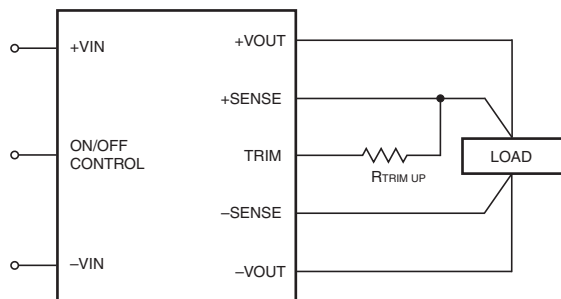 +VIN
ON/OFF
CONTROL
–VIN
+VOUT
+SENSE
TRIM
–SENSE
–VOUT
RTRIM UP
LOAD